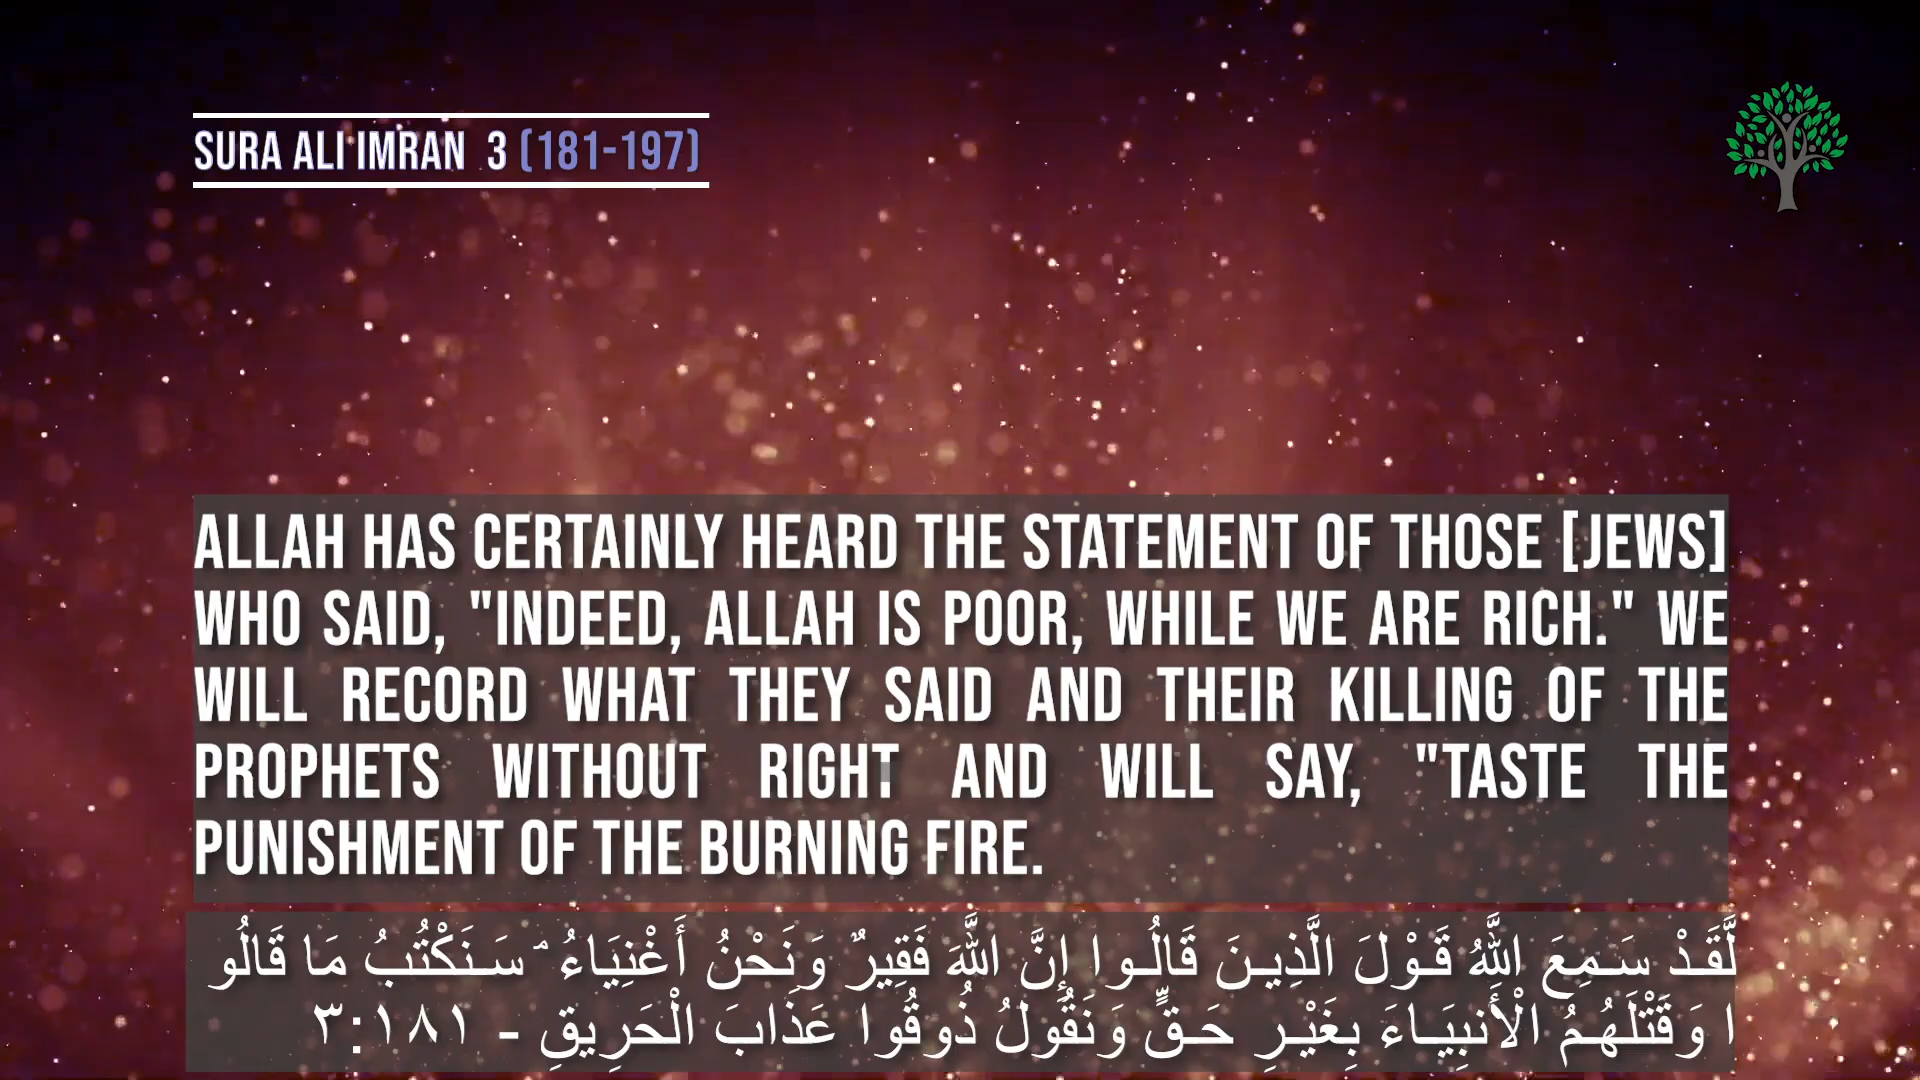 SURA ALI IMRAN 3 (181-197)
ALLAH HAS CERTAINLY HEARD THE STATEMENT OF THOSE [JEWS]
WHO SAID, "INDEED, ALLAH IS POOR, WHILE WE ARE RICH." WE
WILL RECORD WHAT THEY SAID AND THEIR KILLING OF THE
PROPHETS WITHOUT RIGHT AND WILL SAY, "TASTE THE
PUNISHMENT OF THE BURNING FIRE.
لَّقَدْ سَمِعَ اللَّهُ قَوْلَ الَّذِينَ قَالُوا إِنَّ اللَّهَ فَقِيرٌ وَنَحْنُ أَغْنِيَاءُ ۘ سَنَكْتُبُ مَا قَالُو
ا وَقَتْلَهُمُ الْأَنبِيَاءَ بِغَيْرِ حَقٍّ وَنَقُولُ ذُوقُوا عَذَابَ الْحَرِيقِ - ٣:١٨١